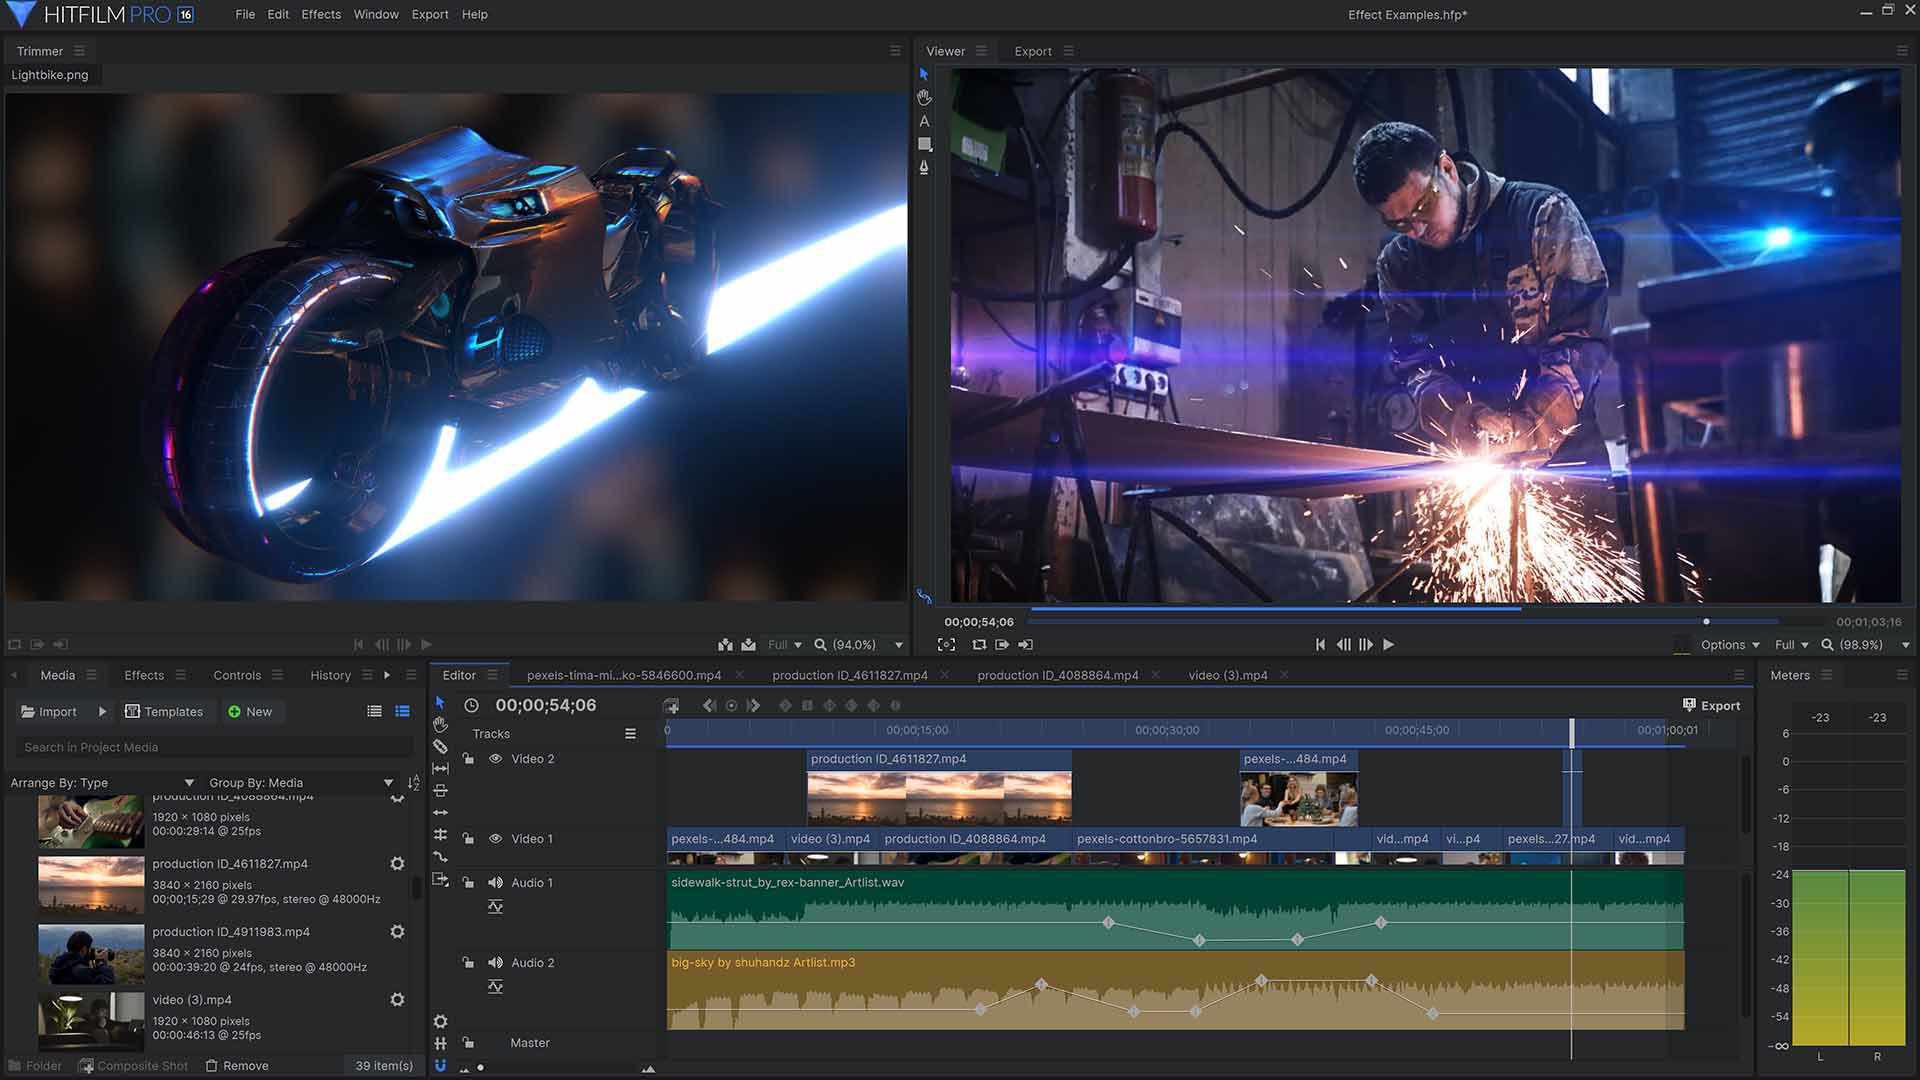 HITFILM PRO 16
File Edit Effects Window Export Help
Effect Examples.hfp*
Trimmer
Lightbike.png
Full (94.0%)
Viewer Export
A
00;00;54;06
00;01;03;16
Options Full (98.9%)
Media Effects Controls History
Import Templates New
Search in Project Media
Arrange By: Type Group By: Media
production ID_4088864.mp4
1920 × 1080 pixels
00:00:29:14 @ 25fps
production ID_4611827.mp4
3840 × 2160 pixels
00;00;15;29 @ 29.97fps, stereo @ 48000Hz
production ID_4911983.mp4
3840 × 2160 pixels
00:00:39:20 @ 24fps, stereo @ 48000Hz
video (3).mp4
1920 × 1080 pixels
00:00:46:13 @ 25fps
Folder Composite Shot Remove 39 item(s)
Editor pexels-tima-mi...ko-5846600.mp4 production ID_4611827.mp4 production ID_4088864.mp4 video (3).mp4
00;00;54;06
Export
Tracks
0 00;00;15;00 00;00;30;00 00;00;45;00 00;01;00;01
Video 2
production ID_4611827.mp4 pexels-...484.mp4
Video 1
pexels-...484.mp4 video (3).mp4 production ID_4088864.mp4 pexels-cottonbro-5657831.mp4 vid...mp4 vi...p4 pexels...27.mp4 vid...mp4
Audio 1
sidewalk-strut_by_rex-banner_Artlist.wav
Audio 2
big-sky by shuhandz Artlist.mp3
Master
Meters
-23 -23
6
0
-6
-12
-18
-24
-30
-36
-42
-48
-54
-∞
L R